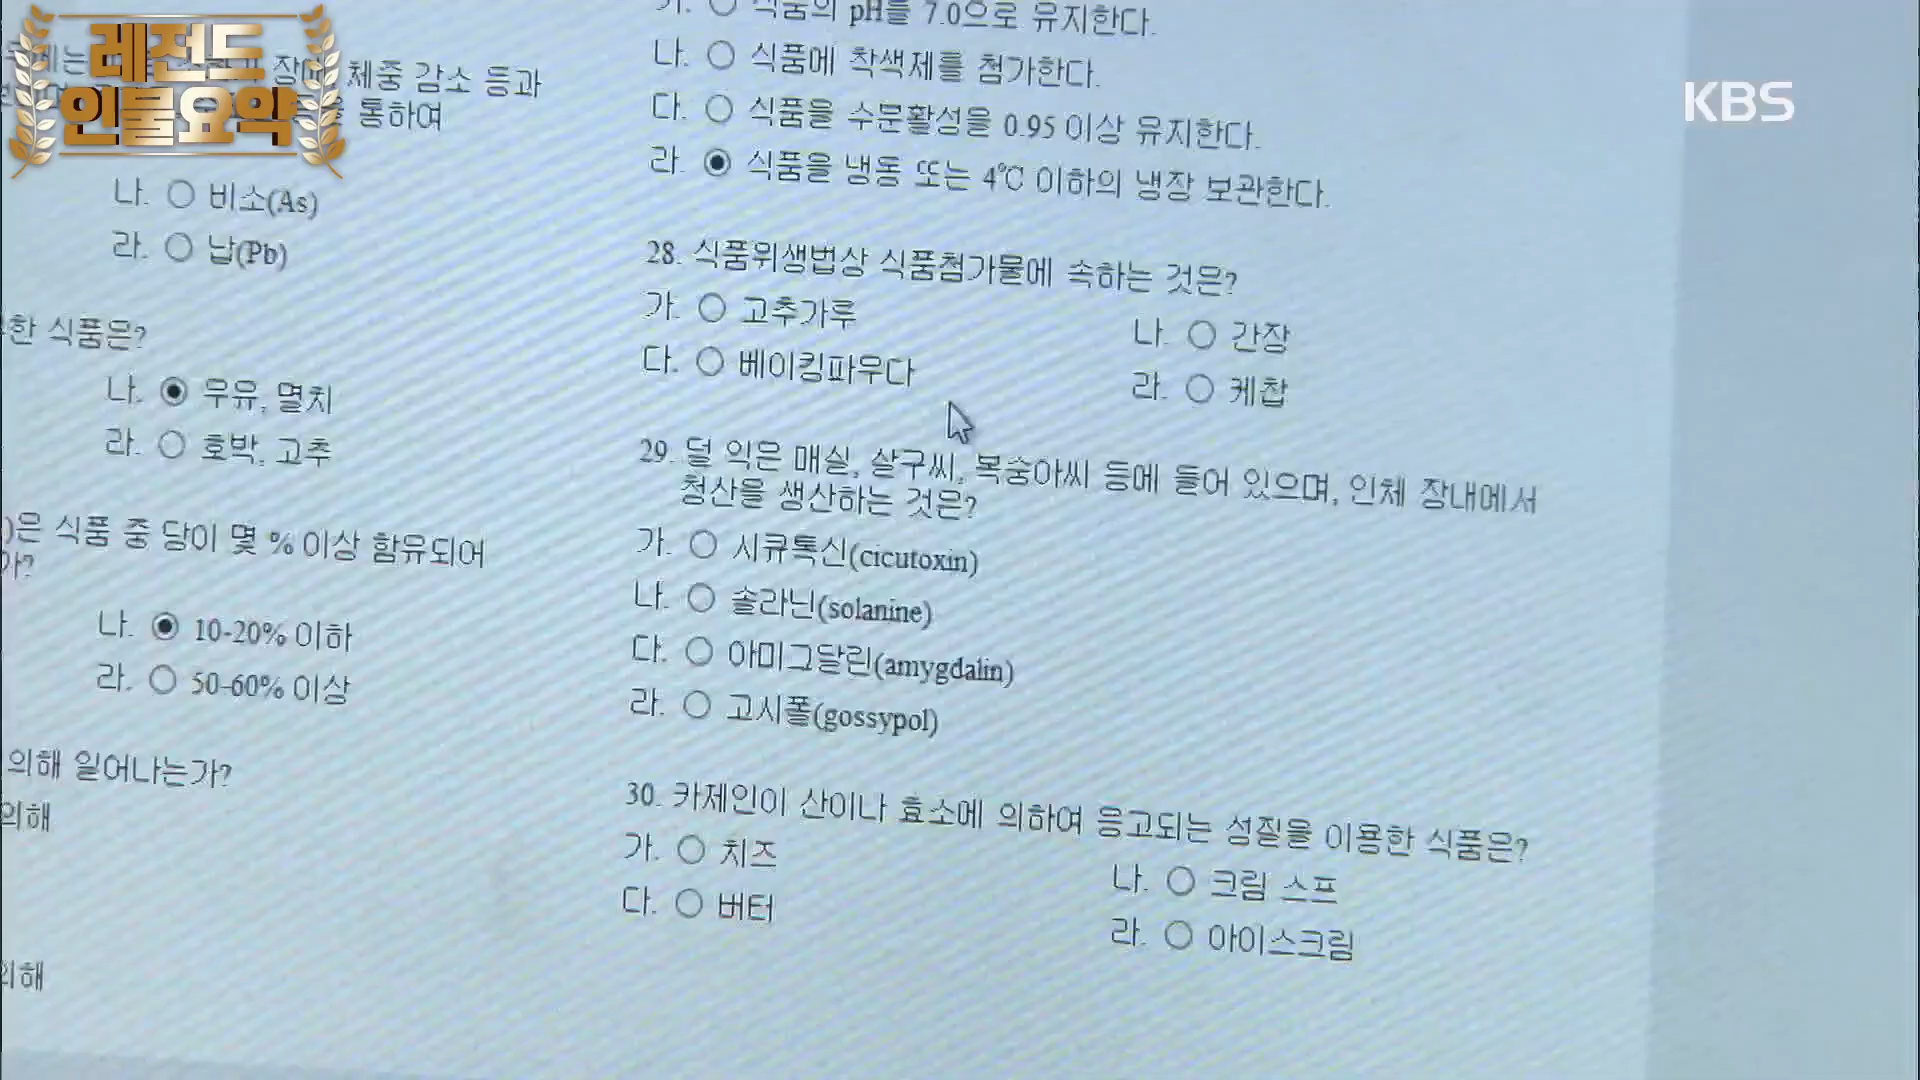 레전드
인물요약
KBS
체중 감소 등과
통하여
나. ○ 비소(As)
라. ○ 납(Pb)
한 식품은?
나. ◉ 우유, 멸치
라. ○ 호박, 고추
)은 식품 중 당이 몇 % 이상 함유되어
가?
나. ◉ 10-20% 이하
라. ○ 50-60% 이상
의해 일어나는가?
의해
의해
가. ○ 식품의 pH를 7.0으로 유지한다.
나. ○ 식품에 착색제를 첨가한다.
다. ○ 식품을 수분활성을 0.95 이상 유지한다.
라. ◉ 식품을 냉동 또는 4℃ 이하의 냉장 보관한다.
28. 식품위생법상 식품첨가물에 속하는 것은?
가. ○ 고추가루
나. ○ 간장
다. ○ 베이킹파우다
라. ○ 케찹
29. 덜 익은 매실, 살구씨, 복숭아씨 등에 들어 있으며, 인체 장내에서
청산을 생산하는 것은?
가. ○ 시큐톡신(cicutoxin)
나. ○ 솔라닌(solanine)
다. ○ 아미그달린(amygdalin)
라. ○ 고시폴(gossypol)
30. 카제인이 산이나 효소에 의하여 응고되는 성질을 이용한 식품은?
가. ○ 치즈
나. ○ 크림 스프
다. ○ 버터
라. ○ 아이스크림